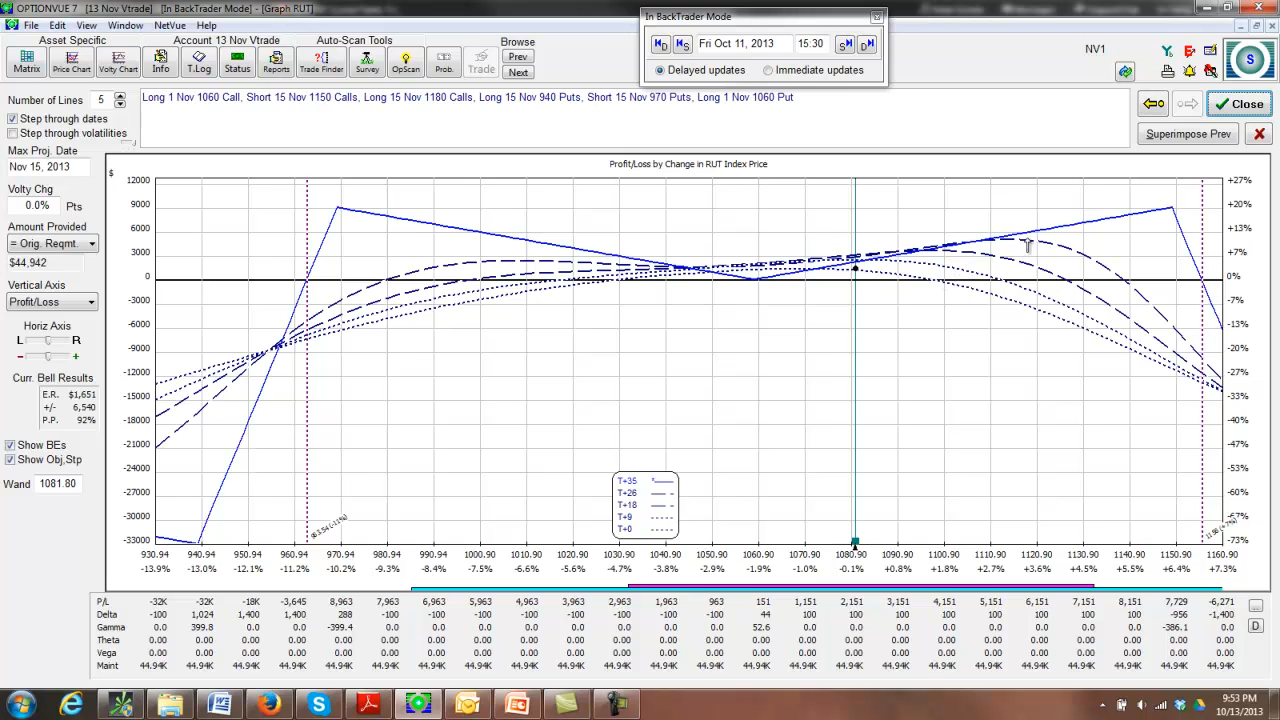 OPTIONVUE 7 [13 Nov Vtrade] [In BackTrader Mode] - [Graph RUT]
File Edit View Window NetVue Help
In BackTrader Mode
Fri Oct 11, 2013 15:30
Delayed updates Immediate updates
Asset Specific Account 13 Nov Vtrade Auto-Scan Tools Browse
Matrix Price Chart Volty Chart Info T.Log Status Reports Trade Finder Survey OpScan Prob. Trade Prev Next
NV1
Number of Lines 5
Step through dates
Step through volatilities
Max Proj. Date
Nov 15, 2013
Volty Chg
0.0% Pts
Amount Provided
= Orig. Reqmt.
$44,942
Vertical Axis
Profit/Loss
Horiz Axis
L R
- +
Curr. Bell Results
E.R. $1,651
+/- 6,540
P.P. 92%
Show BEs
Show Obj,Stp
Wand 1081.80
Long 1 Nov 1060 Call, Short 15 Nov 1150 Calls, Long 15 Nov 1180 Calls, Long 15 Nov 940 Puts, Short 15 Nov 970 Puts, Long 1 Nov 1060 Put
Close
Superimpose Prev
Profit/Loss by Change in RUT Index Price
$
12000 +27%
9000 +20%
6000 +13%
3000 +7%
0 0%
-3000 -7%
-6000 -13%
-9000 -20%
-12000 -27%
-15000 -33%
-18000 -40%
-21000 -47%
-24000 -53%
-27000 -60%
-30000 -67%
-33000 -73%
T+35
T+26
T+18
T+9
T+0
930.94 940.94 950.94 960.94 970.94 980.94 990.94 1000.90 1010.90 1020.90 1030.90 1040.90 1050.90 1060.90 1070.90 1080.90 1090.90 1100.90 1110.90 1120.90 1130.90 1140.90 1150.90 1160.90
-13.9% -13.0% -12.1% -11.2% -10.2% -9.3% -8.4% -7.5% -6.5% -5.6% -4.7% -3.8% -2.9% -1.9% -1.0% -0.1% +0.8% +1.8% +2.7% +3.6% +4.5% +5.5% +6.4% +7.3%
P/L -32K -32K -18K -3,645 8,963 7,963 6,963 5,963 4,963 3,963 2,963 1,963 963 151 1,151 2,151 3,151 4,151 5,151 6,151 7,151 8,151 7,729 -6,271
Delta -100 1,024 1,400 1,400 288 -100 -100 -100 -100 -100 -100 -100 -100 44 100 100 100 100 100 100 100 100 -956 -1,400
Gamma 0.0 399.8 0.0 0.0 -399.4 0.0 0.0 0.0 0.0 0.0 0.0 0.0 0.0 52.6 0.0 0.0 0.0 0.0 0.0 0.0 0.0 0.0 -386.1 0.0
Theta 0.00 0.00 0.00 0.00 0.00 0.00 0.00 0.00 0.00 0.00 0.00 0.00 0.00 0.00 0.00 0.00 0.00 0.00 0.00 0.00 0.00 0.00 0.00 0.00
Vega 0.00 0.00 0.00 0.00 0.00 0.00 0.00 0.00 0.00 0.00 0.00 0.00 0.00 0.00 0.00 0.00 0.00 0.00 0.00 0.00 0.00 0.00 0.00 0.00
Maint 44.94K 44.94K 44.94K 44.94K 44.94K 44.94K 44.94K 44.94K 44.94K 44.94K 44.94K 44.94K 44.94K 44.94K 44.94K 44.94K 44.94K 44.94K 44.94K 44.94K 44.94K 44.94K 44.94K 44.94K
D
9:53 PM
10/13/2013